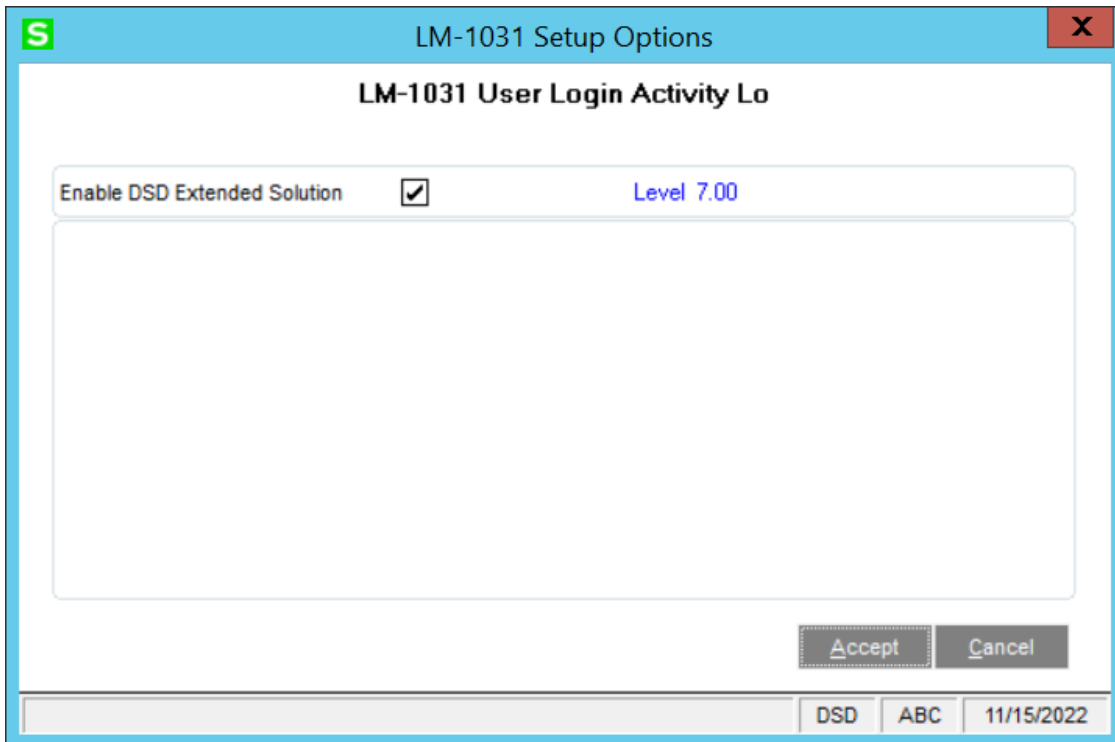 S LM-1031 Setup Options X
LM-1031 User Login Activity Lo
Enable DSD Extended Solution Level 7.00
Accept Cancel
DSD ABC 11/15/2022